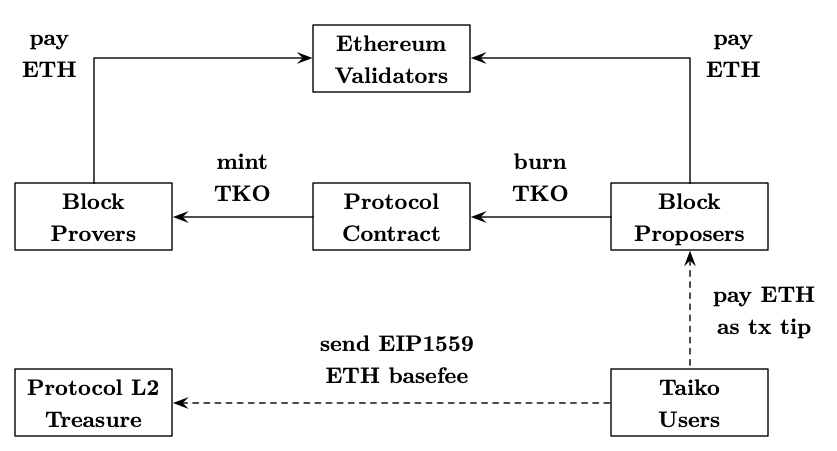 pay
ETH
Ethereum
Validators
pay
ETH
mint
TKO
burn
TKO
Block
Provers
Protocol
Contract
Block
Proposers
pay ETH
as tx tip
send EIP1559
ETH basefee
Protocol L2
Treasure
Taiko
Users